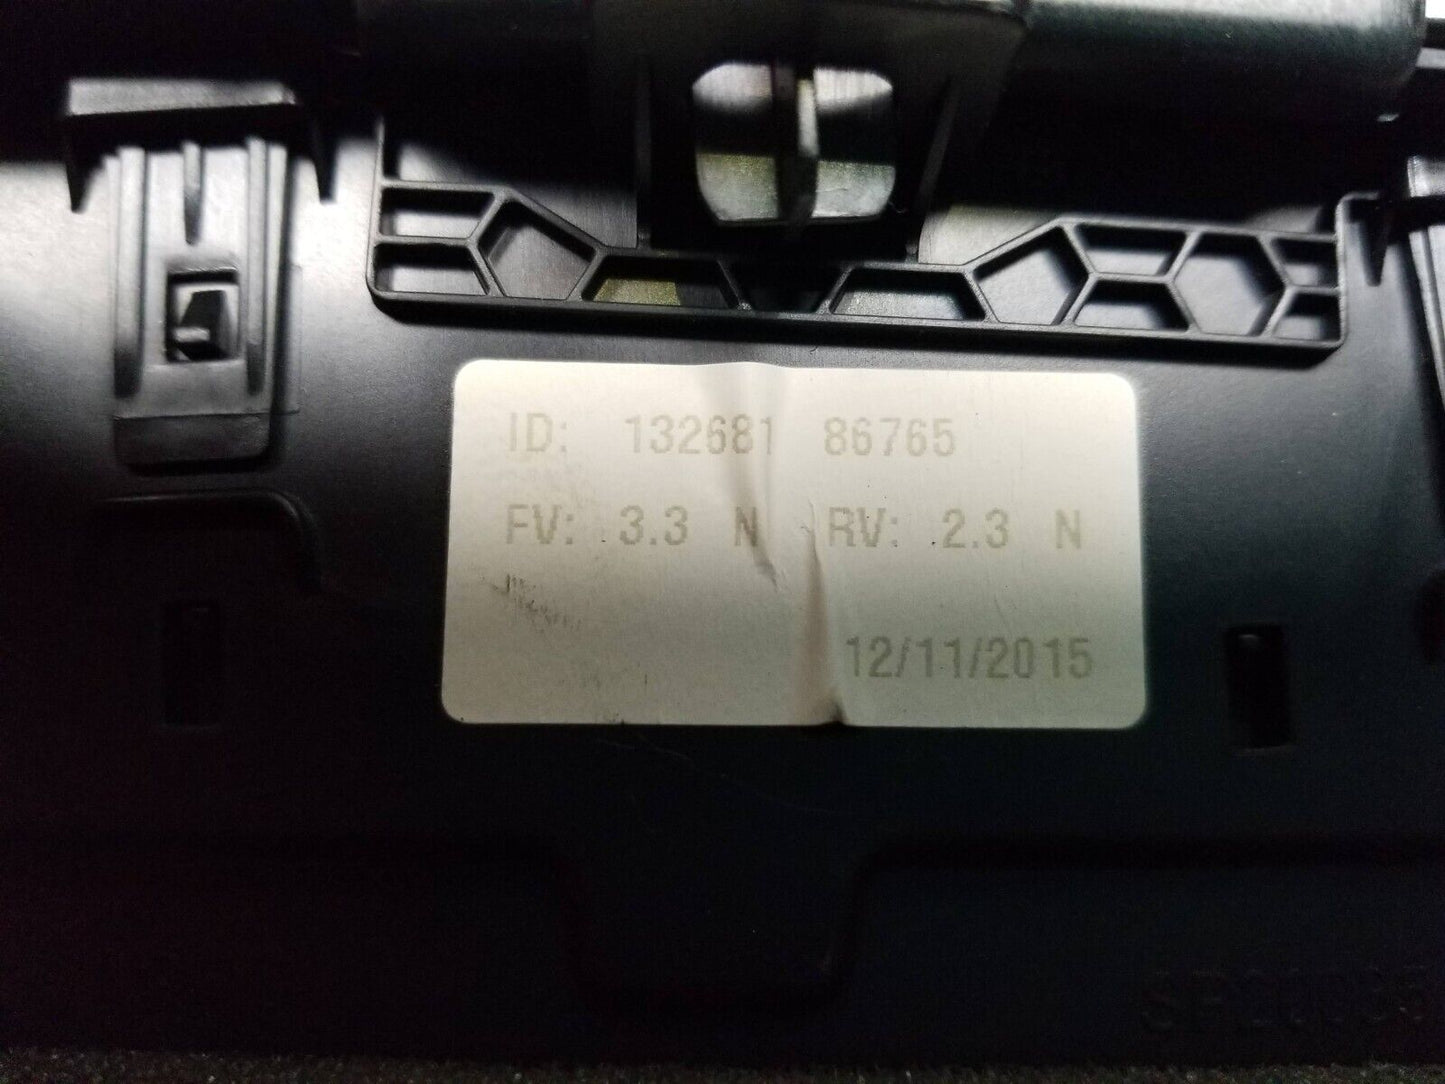 ID: 132681 86765
FV: 3.3 N RV: 2.3 N
12/11/2015